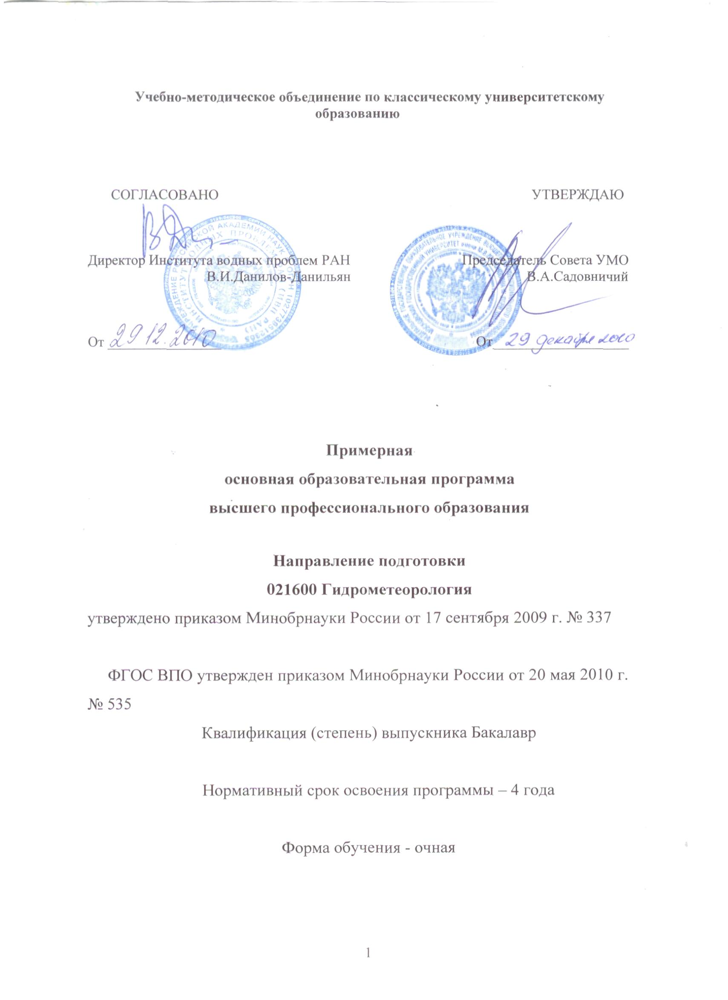 Учебно-методическое объединение по классическому университетскому
образованию
СОГЛАСОВАНО
Директор Института водных проблем РАН
В.И.Данилов-Данильян
От 29 12. 2010
УТВЕРЖДАЮ
Председатель Совета УМО
В.А.Садовничий
От 29 декабря 2010
Примерная
основная образовательная программа
высшего профессионального образования
Направление подготовки
021600 Гидрометеорология
утверждено приказом Минобрнауки России от 17 сентября 2009 г. № 337
ФГОС ВПО утвержден приказом Минобрнауки России от 20 мая 2010 г.
№ 535
Квалификация (степень) выпускника Бакалавр
Нормативный срок освоения программы – 4 года
Форма обучения - очная
1